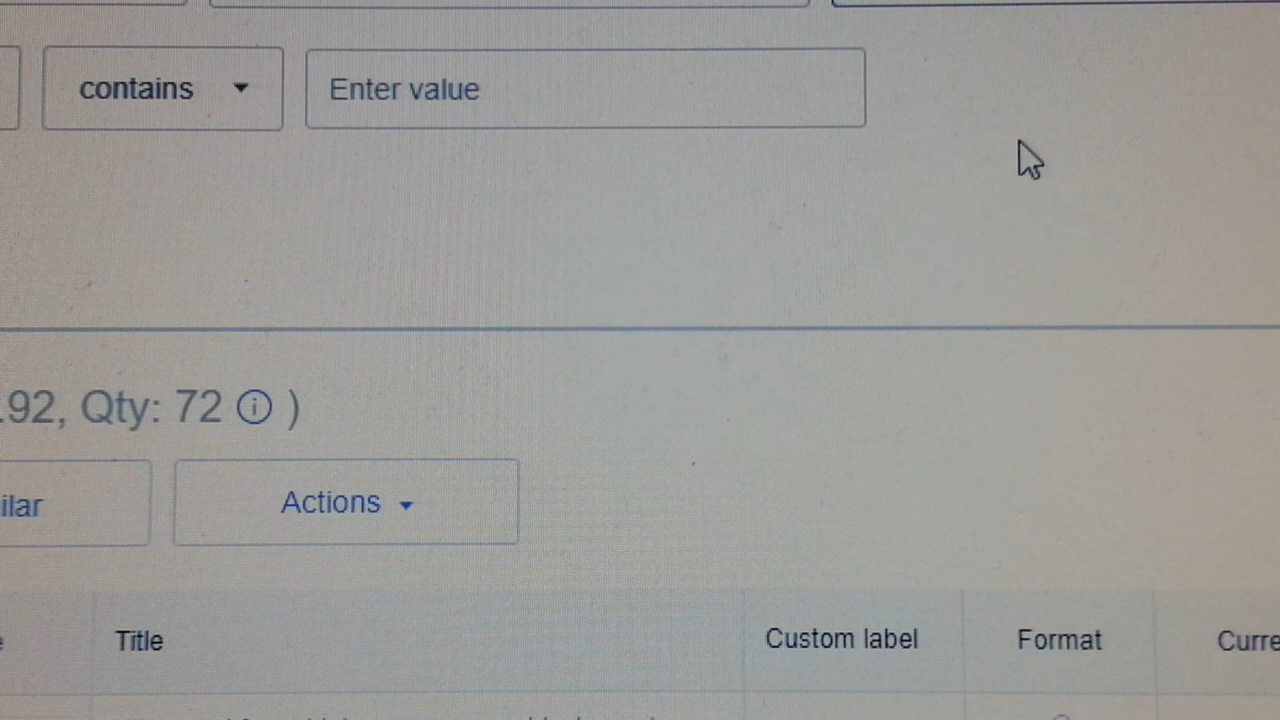 contains Enter value
.92, Qty: 72 )
ilar Actions
Title Custom label Format Curre